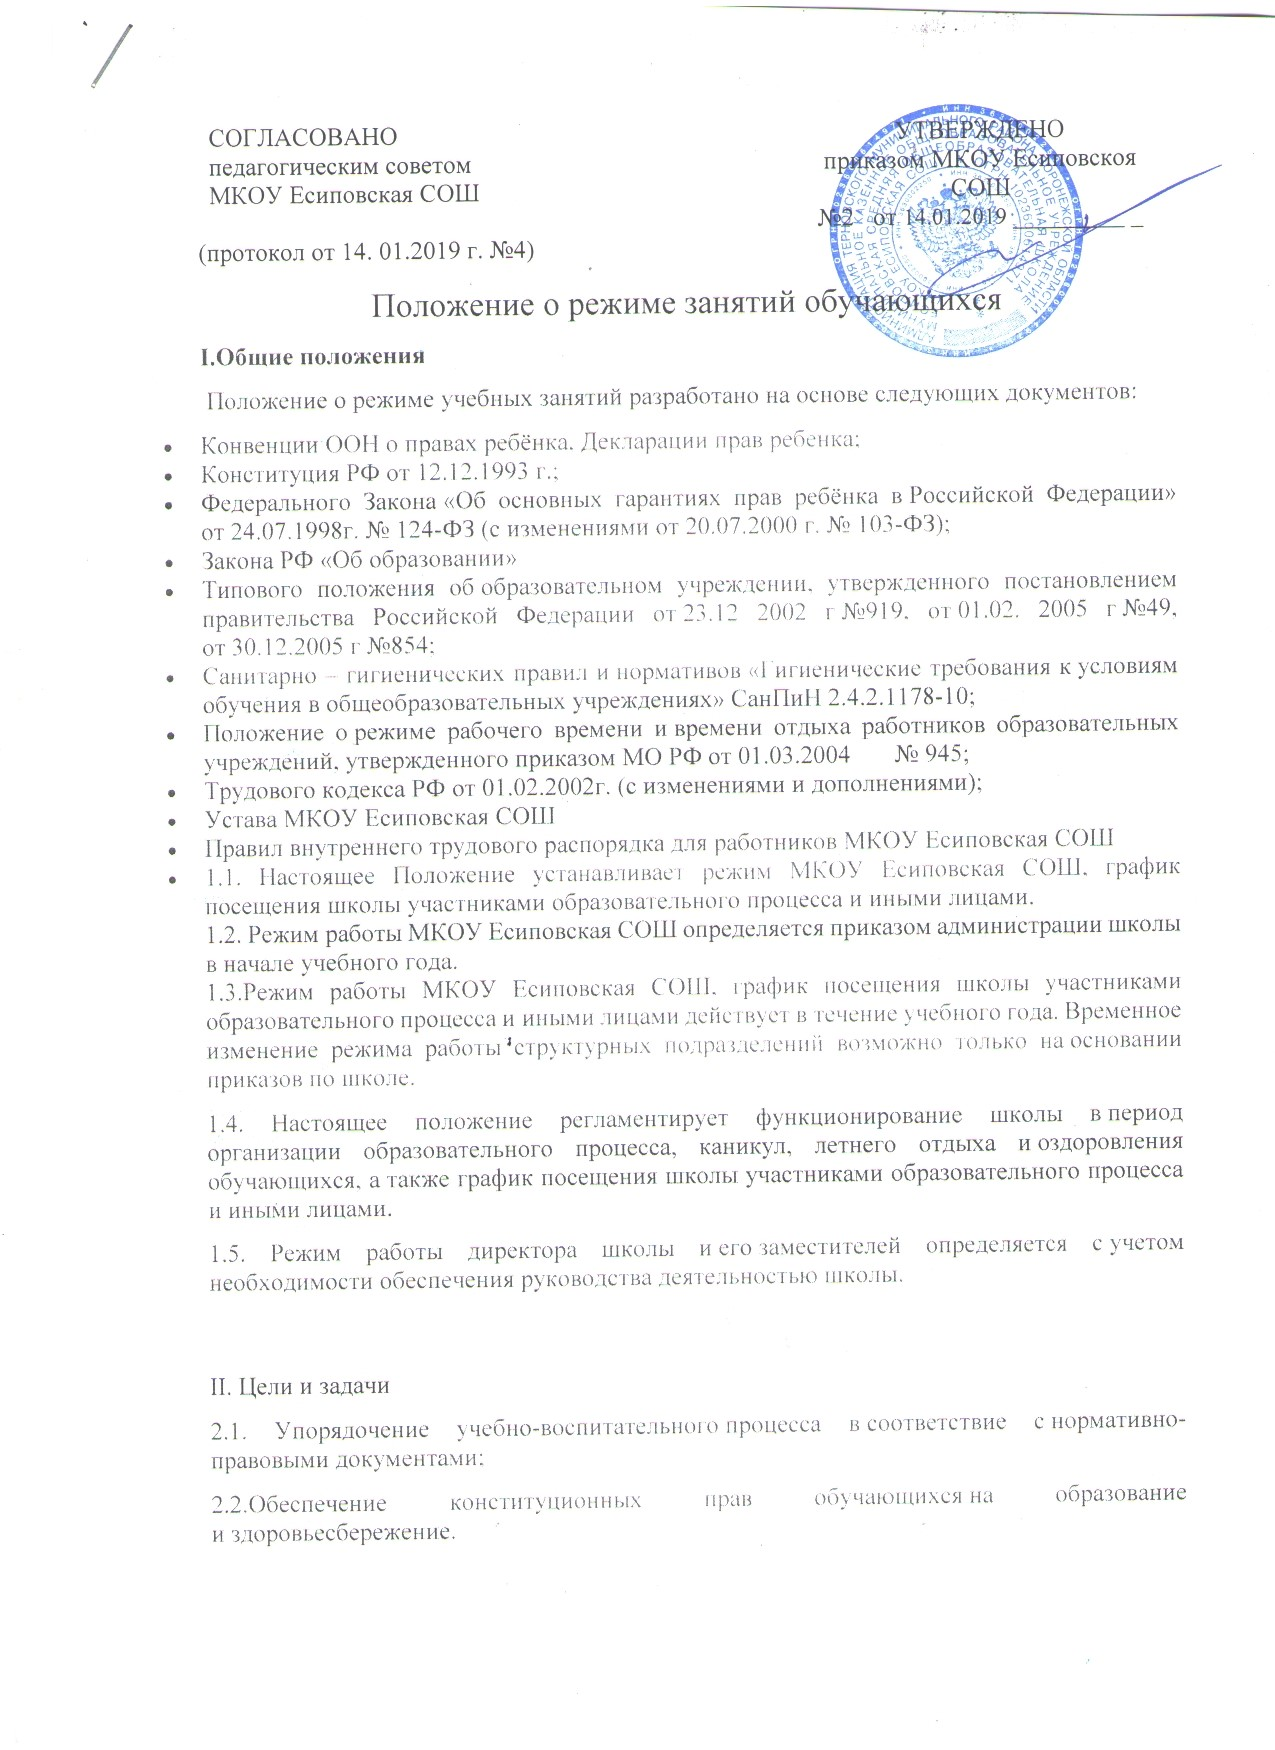 СОГЛАСОВАНО
педагогическим советом
МКОУ Есиповская СОШ
(протокол от 14. 01.2019 г. №4)
УТВЕРЖДЕНО
приказом МКОУ Есиповскоя
СОШ
№2 от 14.01.2019 __________ _
Положение о режиме занятий обучающихся
I.Общие положения
Положение о режиме учебных занятий разработано на основе следующих документов:
• Конвенции ООН о правах ребёнка. Декларации прав ребенка;
• Конституция РФ от 12.12.1993 г.;
• Федерального Закона «Об основных гарантиях прав ребёнка в Российской Федерации»
от 24.07.1998г. № 124-ФЗ (с изменениями от 20.07.2000 г. № 103-ФЗ);
• Закона РФ «Об образовании»
• Типового положения об образовательном учреждении, утвержденного постановлением
правительства Российской Федерации от 23.12 2002 г №919, от 01.02. 2005 г №49,
от 30.12.2005 г №854;
• Санитарно – гигиенических правил и нормативов «Гигиенические требования к условиям
обучения в общеобразовательных учреждениях» СанПиН 2.4.2.1178-10;
• Положение о режиме рабочего времени и времени отдыха работников образовательных
учреждений, утвержденного приказом МО РФ от 01.03.2004 № 945;
• Трудового кодекса РФ от 01.02.2002г. (с изменениями и дополнениями);
• Устава МКОУ Есиповская СОШ
• Правил внутреннего трудового распорядка для работников МКОУ Есиповская СОШ
• 1.1. Настоящее Положение устанавливает режим МКОУ Есиповская СОШ, график
посещения школы участниками образовательного процесса и иными лицами.
1.2. Режим работы МКОУ Есиповская СОШ определяется приказом администрации школы
в начале учебного года.
1.3.Режим работы МКОУ Есиповская СОШ, график посещения школы участниками
образовательного процесса и иными лицами действует в течение учебного года. Временное
изменение режима работы структурных подразделений возможно только на основании
приказов по школе.
1.4. Настоящее положение регламентирует функционирование школы в период
организации образовательного процесса, каникул, летнего отдыха и оздоровления
обучающихся, а также график посещения школы участниками образовательного процесса
и иными лицами.
1.5. Режим работы директора школы и его заместителей определяется с учетом
необходимости обеспечения руководства деятельностью школы.
II. Цели и задачи
2.1. Упорядочение учебно-воспитательного процесса в соответствие с нормативно-
правовыми документами;
2.2.Обеспечение конституционных прав обучающихся на образование
и здоровьесбережение.